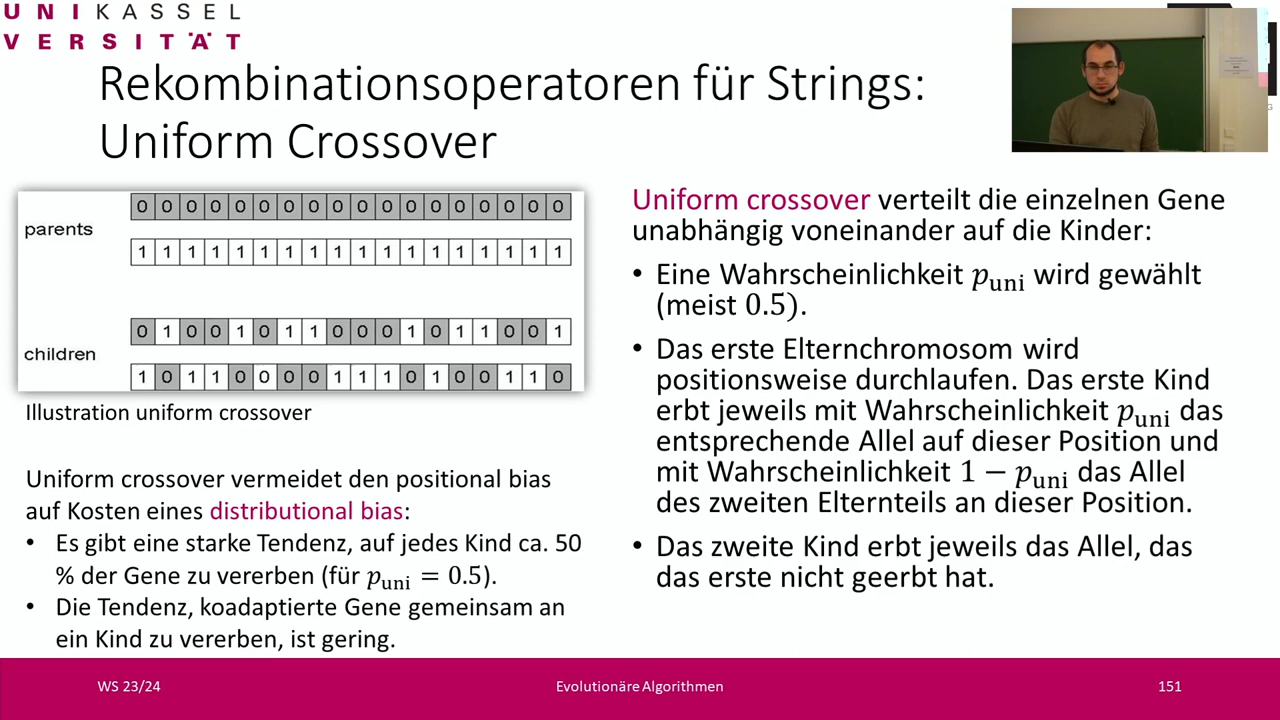 UNIKASSEL
VERSITÄT
Rekombinationsoperatoren für Strings:
Uniform Crossover
parents
0 0 0 0 0 0 0 0 0 0 0 0 0 0 0 0 0 0
1 1 1 1 1 1 1 1 1 1 1 1 1 1 1 1 1 1
children
0 1 0 0 1 0 1 1 0 0 0 1 0 1 1 0 0 1
1 0 1 1 0 0 0 0 1 1 1 0 1 0 0 1 1 0
Illustration uniform crossover
Uniform crossover vermeidet den positional bias
auf Kosten eines distributional bias:
• Es gibt eine starke Tendenz, auf jedes Kind ca. 50
% der Gene zu vererben (für p_uni = 0.5).
• Die Tendenz, koadaptierte Gene gemeinsam an
ein Kind zu vererben, ist gering.
Uniform crossover verteilt die einzelnen Gene
unabhängig voneinander auf die Kinder:
• Eine Wahrscheinlichkeit p_uni wird gewählt
(meist 0.5).
• Das erste Elternchromosom wird
positionsweise durchlaufen. Das erste Kind
erbt jeweils mit Wahrscheinlichkeit p_uni das
entsprechende Allel auf dieser Position und
mit Wahrscheinlichkeit 1 − p_uni das Allel
des zweiten Elternteils an dieser Position.
• Das zweite Kind erbt jeweils das Allel, das
das erste nicht geerbt hat.
WS 23/24
Evolutionäre Algorithmen
151